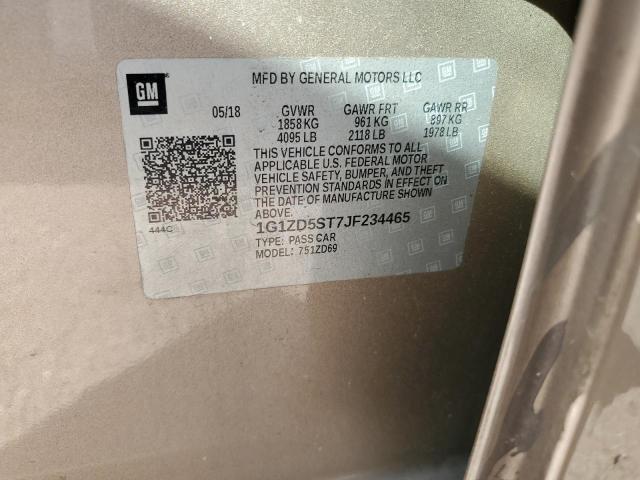 GM
MFD BY GENERAL MOTORS LLC
05/18 GVWR GAWR FRT GAWR RR
1858 KG 961 KG 897 KG
4095 LB 2118 LB 1978 LB
THIS VEHICLE CONFORMS TO ALL
APPLICABLE U.S. FEDERAL MOTOR
VEHICLE SAFETY, BUMPER, AND THEFT
PREVENTION STANDARDS IN EFFECT ON
THE DATE OF MANUFACTURE SHOWN
ABOVE.
444C
1G1ZD5ST7JF234465
TYPE: PASS CAR
MODEL: 751ZD69